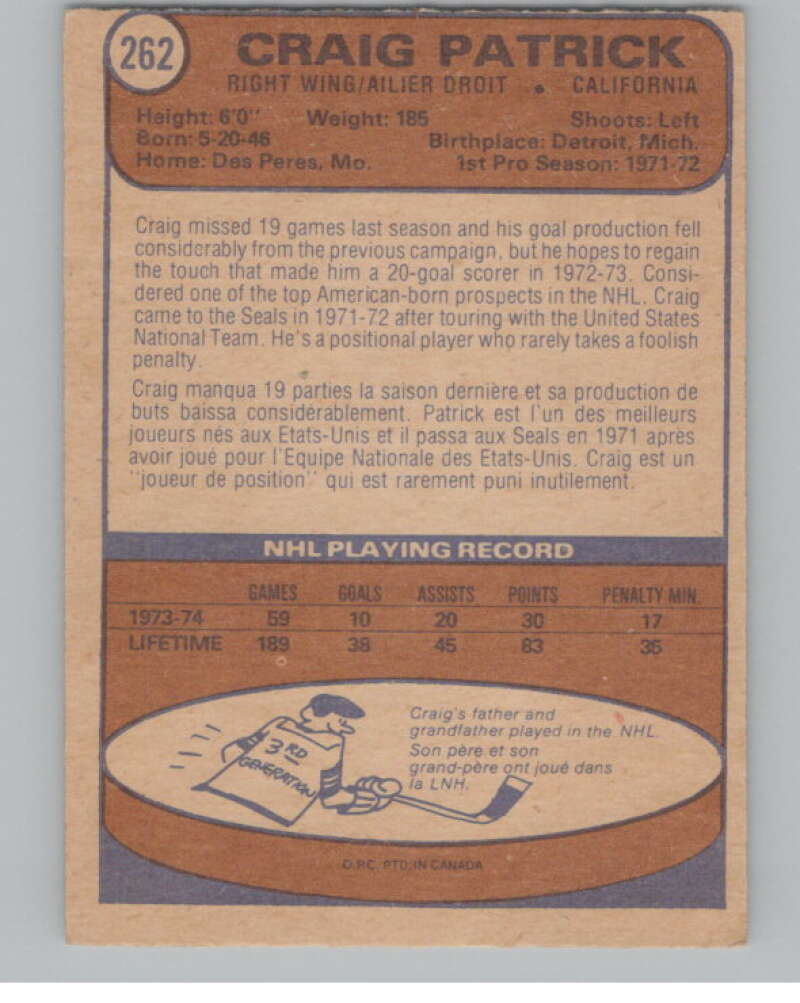 262
CRAIG PATRICK
RIGHT WING/AILIER DROIT • CALIFORNIA
Height: 6'0" Weight: 185 Shoots: Left
Born: 5-20-46 Birthplace: Detroit, Mich.
Home: Des Peres, Mo. 1st Pro Season: 1971-72
Craig missed 19 games last season and his goal production fell
considerably from the previous campaign, but he hopes to regain
the touch that made him a 20-goal scorer in 1972-73. Consi-
dered one of the top American-born prospects in the NHL. Craig
came to the Seals in 1971-72 after touring with the United States
National Team. He's a positional player who rarely takes a foolish
penalty.
Craig manqua 19 parties la saison dernière et sa production de
buts baissa considérablement. Patrick est l'un des meilleurs
joueurs nés aux Etats-Unis et il passa aux Seals en 1971 après
avoir joué pour l'Equipe Nationale des Etats-Unis. Craig est un
"joueur de position" qui est rarement puni inutilement.
NHL PLAYING RECORD
GAMES GOALS ASSISTS POINTS PENALTY MIN.
1973-74 59 10 20 30 17
LIFETIME 189 38 45 83 35
Craig's father and
grandfather played in the NHL.
Son père et son
grand-père ont joué dans
la LNH.
3RD
GENERATION
O.P.C. PTD. IN CANADA